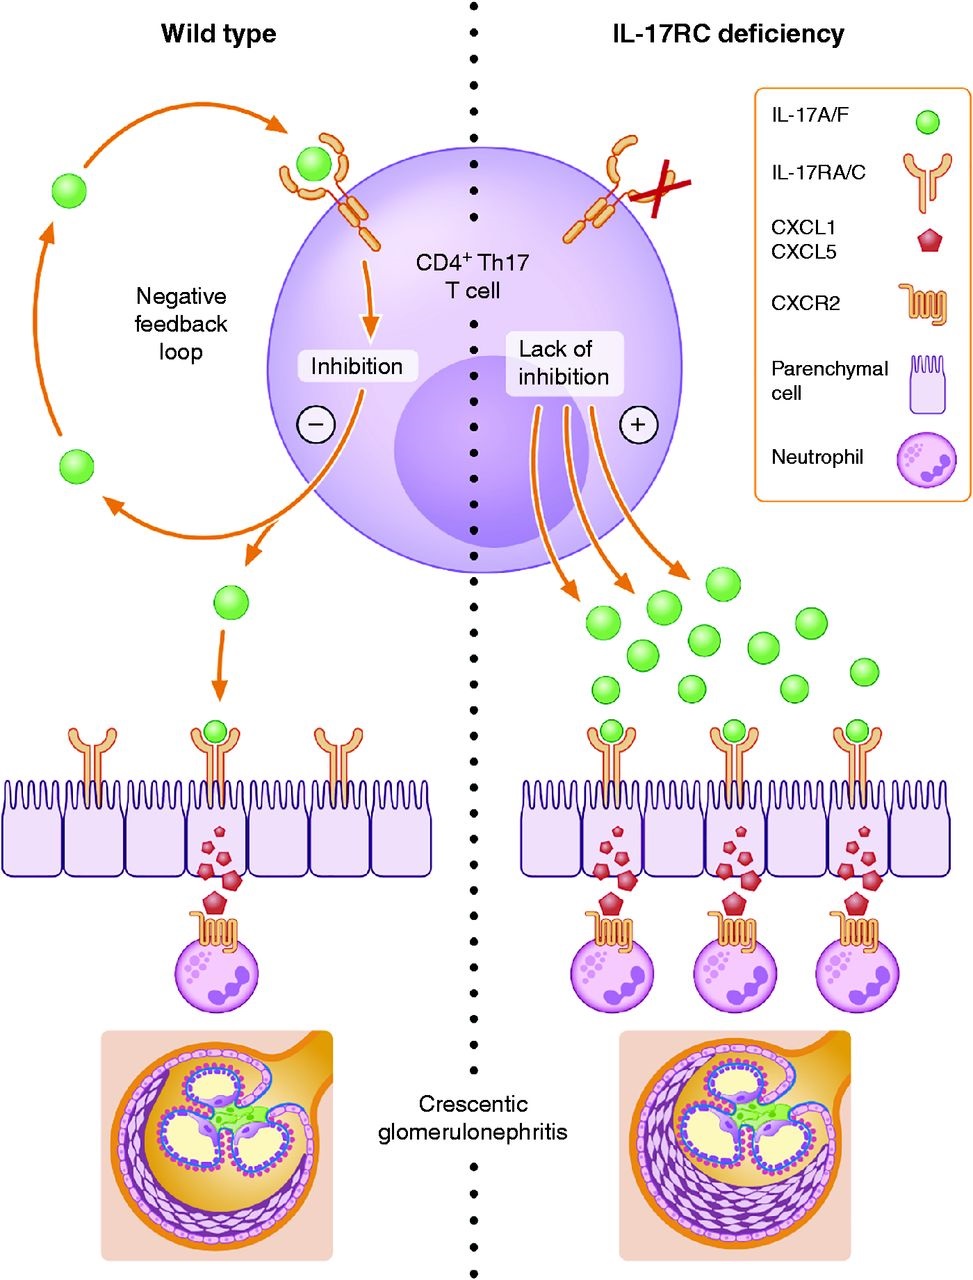 Wild type
IL-17RC deficiency
IL-17A/F
IL-17RA/C
CXCL1
CXCL5
CXCR2
Parenchymal
cell
Neutrophil
CD4⁺ Th17
T cell
Negative
feedback
loop
Inhibition
Lack of
inhibition
−
+
Crescentic
glomerulonephritis